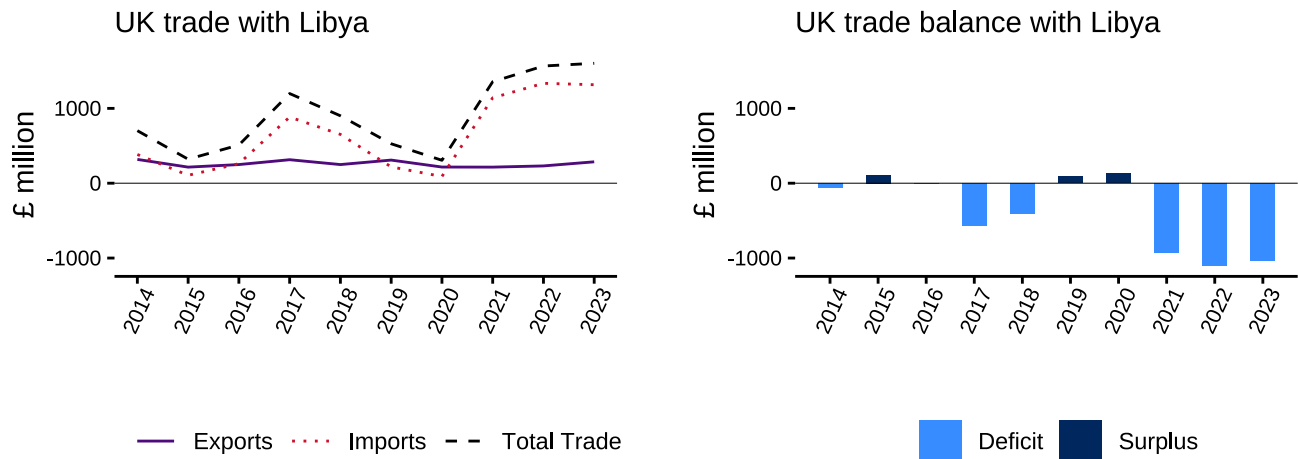 UK trade with Libya
£ million
1000
0
-1000
2014 2015 2016 2017 2018 2019 2020 2021 2022 2023
Exports Imports Total Trade
UK trade balance with Libya
£ million
1000
0
-1000
2014 2015 2016 2017 2018 2019 2020 2021 2022 2023
Deficit Surplus